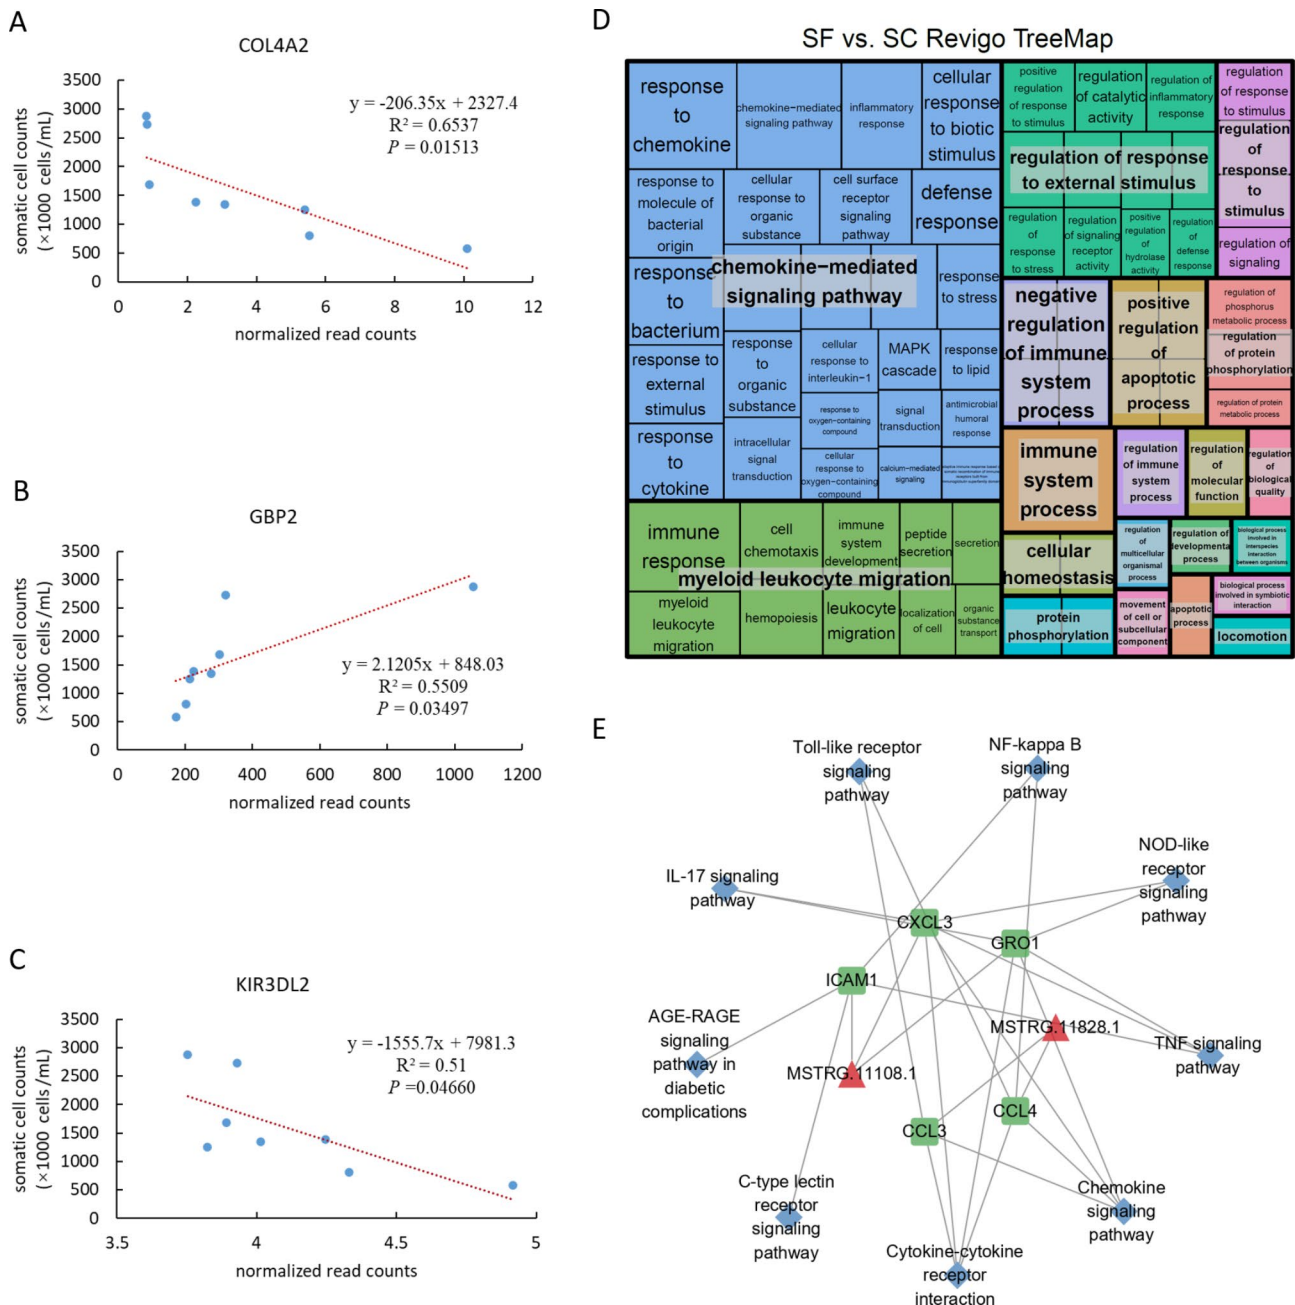 A
COL4A2
somatic cell counts
(×1000 cells/mL)
3500
3000
2500
2000
1500
1000
500
0
y = -206.35x + 2327.4
R² = 0.6537
P = 0.01513
0 2 4 6 8 10 12
normalized read counts
B
GBP2
somatic cell counts
(×1000 cells/mL)
3500
3000
2500
2000
1500
1000
500
0
y = 2.1205x + 848.03
R² = 0.5509
P = 0.03497
0 200 400 600 800 1000 1200
normalized read counts
C
KIR3DL2
somatic cell counts
(×1000 cells/mL)
3500
3000
2500
2000
1500
1000
500
0
y = -1555.7x + 7981.3
R² = 0.51
P =0.04660
3.5 4 4.5 5
normalized read counts
D
SF vs. SC Revigo TreeMap
response
to
chemokine
chemokine−mediated
signaling pathway
inflammatory
response
cellular
response
to biotic
stimulus
response to
molecule of
bacterial
origin
cellular
response to
organic
substance
cell surface
receptor
signaling
pathway
defense
response
response
to
bacterium
chemokine−mediated
signaling pathway
response
to stress
response to
external
stimulus
response
to
organic
substance
cellular
response to
interleukin−1
MAPK
cascade
response
to lipid
response to
oxygen−containing
compound
signal
transduction
antimicrobial
humoral
response
response
to
cytokine
intracellular
signal
transduction
cellular
response to
oxygen−containing
compound
calcium−mediated
signaling
immune
response
cell
chemotaxis
immune
system
development
peptide
secretion
secretion
myeloid leukocyte migration
myeloid
leukocyte
migration
hemopoiesis
leukocyte
migration
localization
of cell
organic
substance
transport
positive
regulation
of response
to stimulus
regulation
of catalytic
activity
regulation of
inflammatory
response
regulation of response
to external stimulus
regulation
of
response
to stress
regulation
of signaling
receptor
activity
positive
regulation
of
hydrolase
activity
regulation
of
defense
response
regulation
of response
to stimulus
regulation
of
response
to
stimulus
regulation of
signaling
negative
regulation
of immune
system
process
positive
regulation
of
apoptotic
process
regulation of
phosphorus
metabolic process
regulation
of protein
phosphorylation
regulation of protein
metabolic process
immune
system
process
regulation
of immune
system
process
regulation
of
molecular
function
regulation
of
biological
quality
cellular
homeostasis
regulation
of
multicellular
organismal
process
regulation of
developmental
process
biological process
involved in
interspecies
interaction
between organisms
protein
phosphorylation
movement
of cell or
subcellular
component
apoptotic
process
biological process
involved in symbiotic
interaction
locomotion
E
Toll-like receptor
signaling
pathway
NF-kappa B
signaling
pathway
IL-17 signaling
pathway
NOD-like
receptor
signaling
pathway
CXCL3
GRO1
ICAM1
AGE-RAGE
signaling
pathway in
diabetic
complications
MSTRG.11828.1
TNF signaling
pathway
MSTRG.11108.1
CCL4
CCL3
C-type lectin
receptor
signaling
pathway
Chemokine
signaling
pathway
Cytokine-cytokine
receptor
interaction